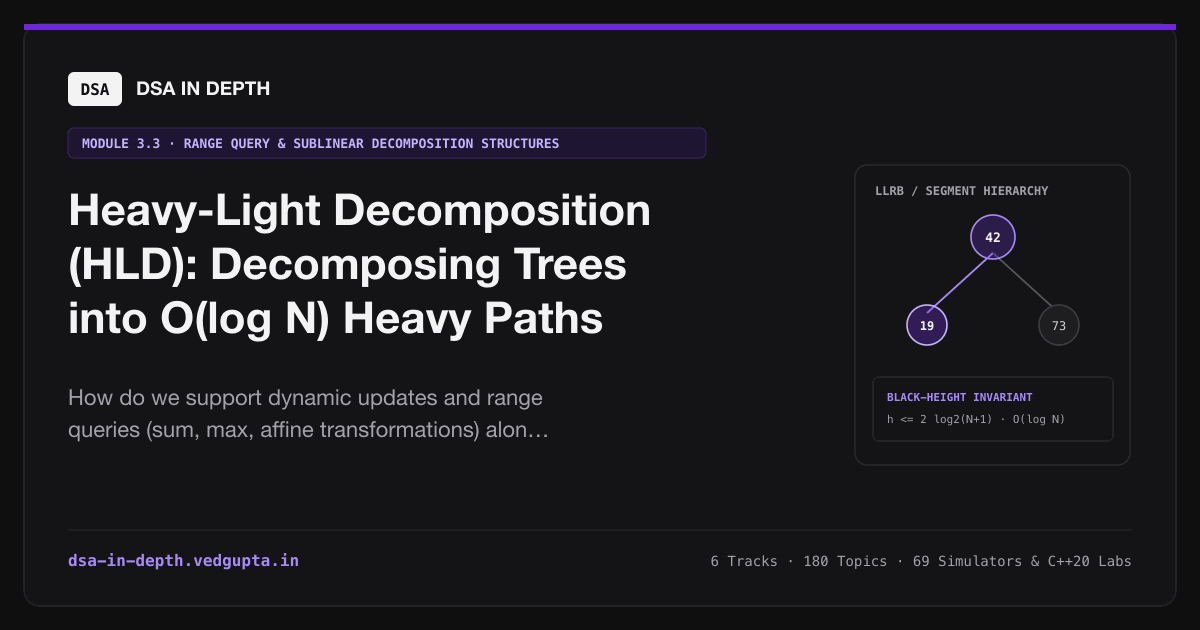 DSA
DSA IN DEPTH
MODULE 3.3 · RANGE QUERY & SUBLINEAR DECOMPOSITION STRUCTURES
Heavy-Light Decomposition
(HLD): Decomposing Trees
into O(log N) Heavy Paths
How do we support dynamic updates and range
queries (sum, max, affine transformations) alon…
LLRB / SEGMENT HIERARCHY
42
19
73
BLACK-HEIGHT INVARIANT
h <= 2 log2(N+1) · O(log N)
dsa-in-depth.vedgupta.in
6 Tracks · 180 Topics · 69 Simulators & C++20 Labs